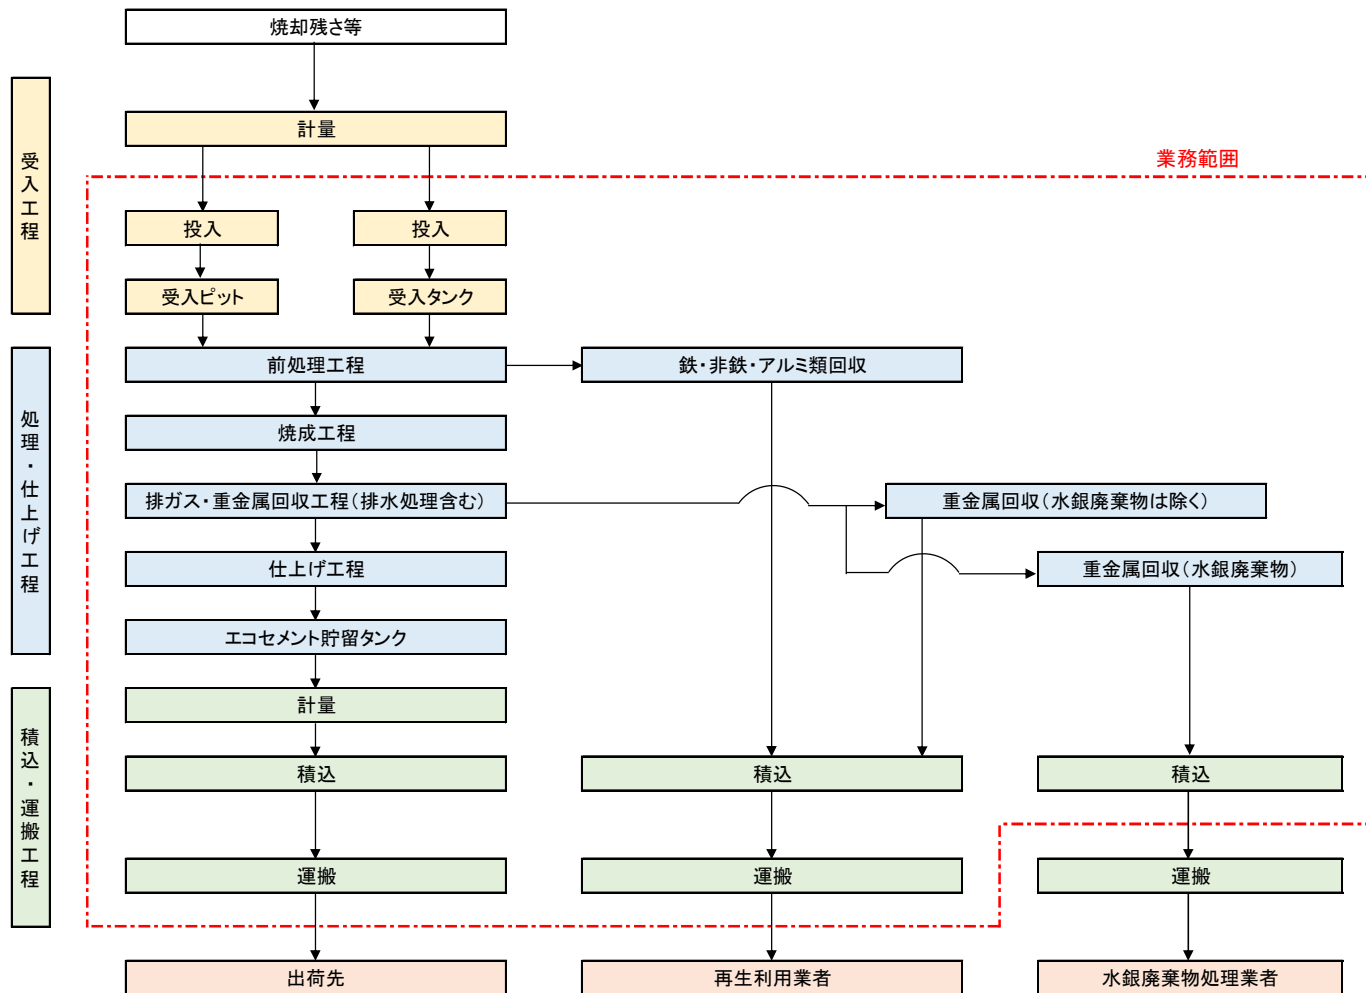 焼却残さ等
受入工程
計量
業務範囲
投入
投入
受入ピット
受入タンク
処理・仕上げ工程
前処理工程
鉄・非鉄・アルミ類回収
焼成工程
排ガス・重金属回収工程（排水処理含む）
重金属回収（水銀廃棄物は除く）
仕上げ工程
重金属回収（水銀廃棄物）
エコセメント貯留タンク
積込・運搬工程
計量
積込
積込
積込
運搬
運搬
運搬
出荷先
再生利用業者
水銀廃棄物処理業者